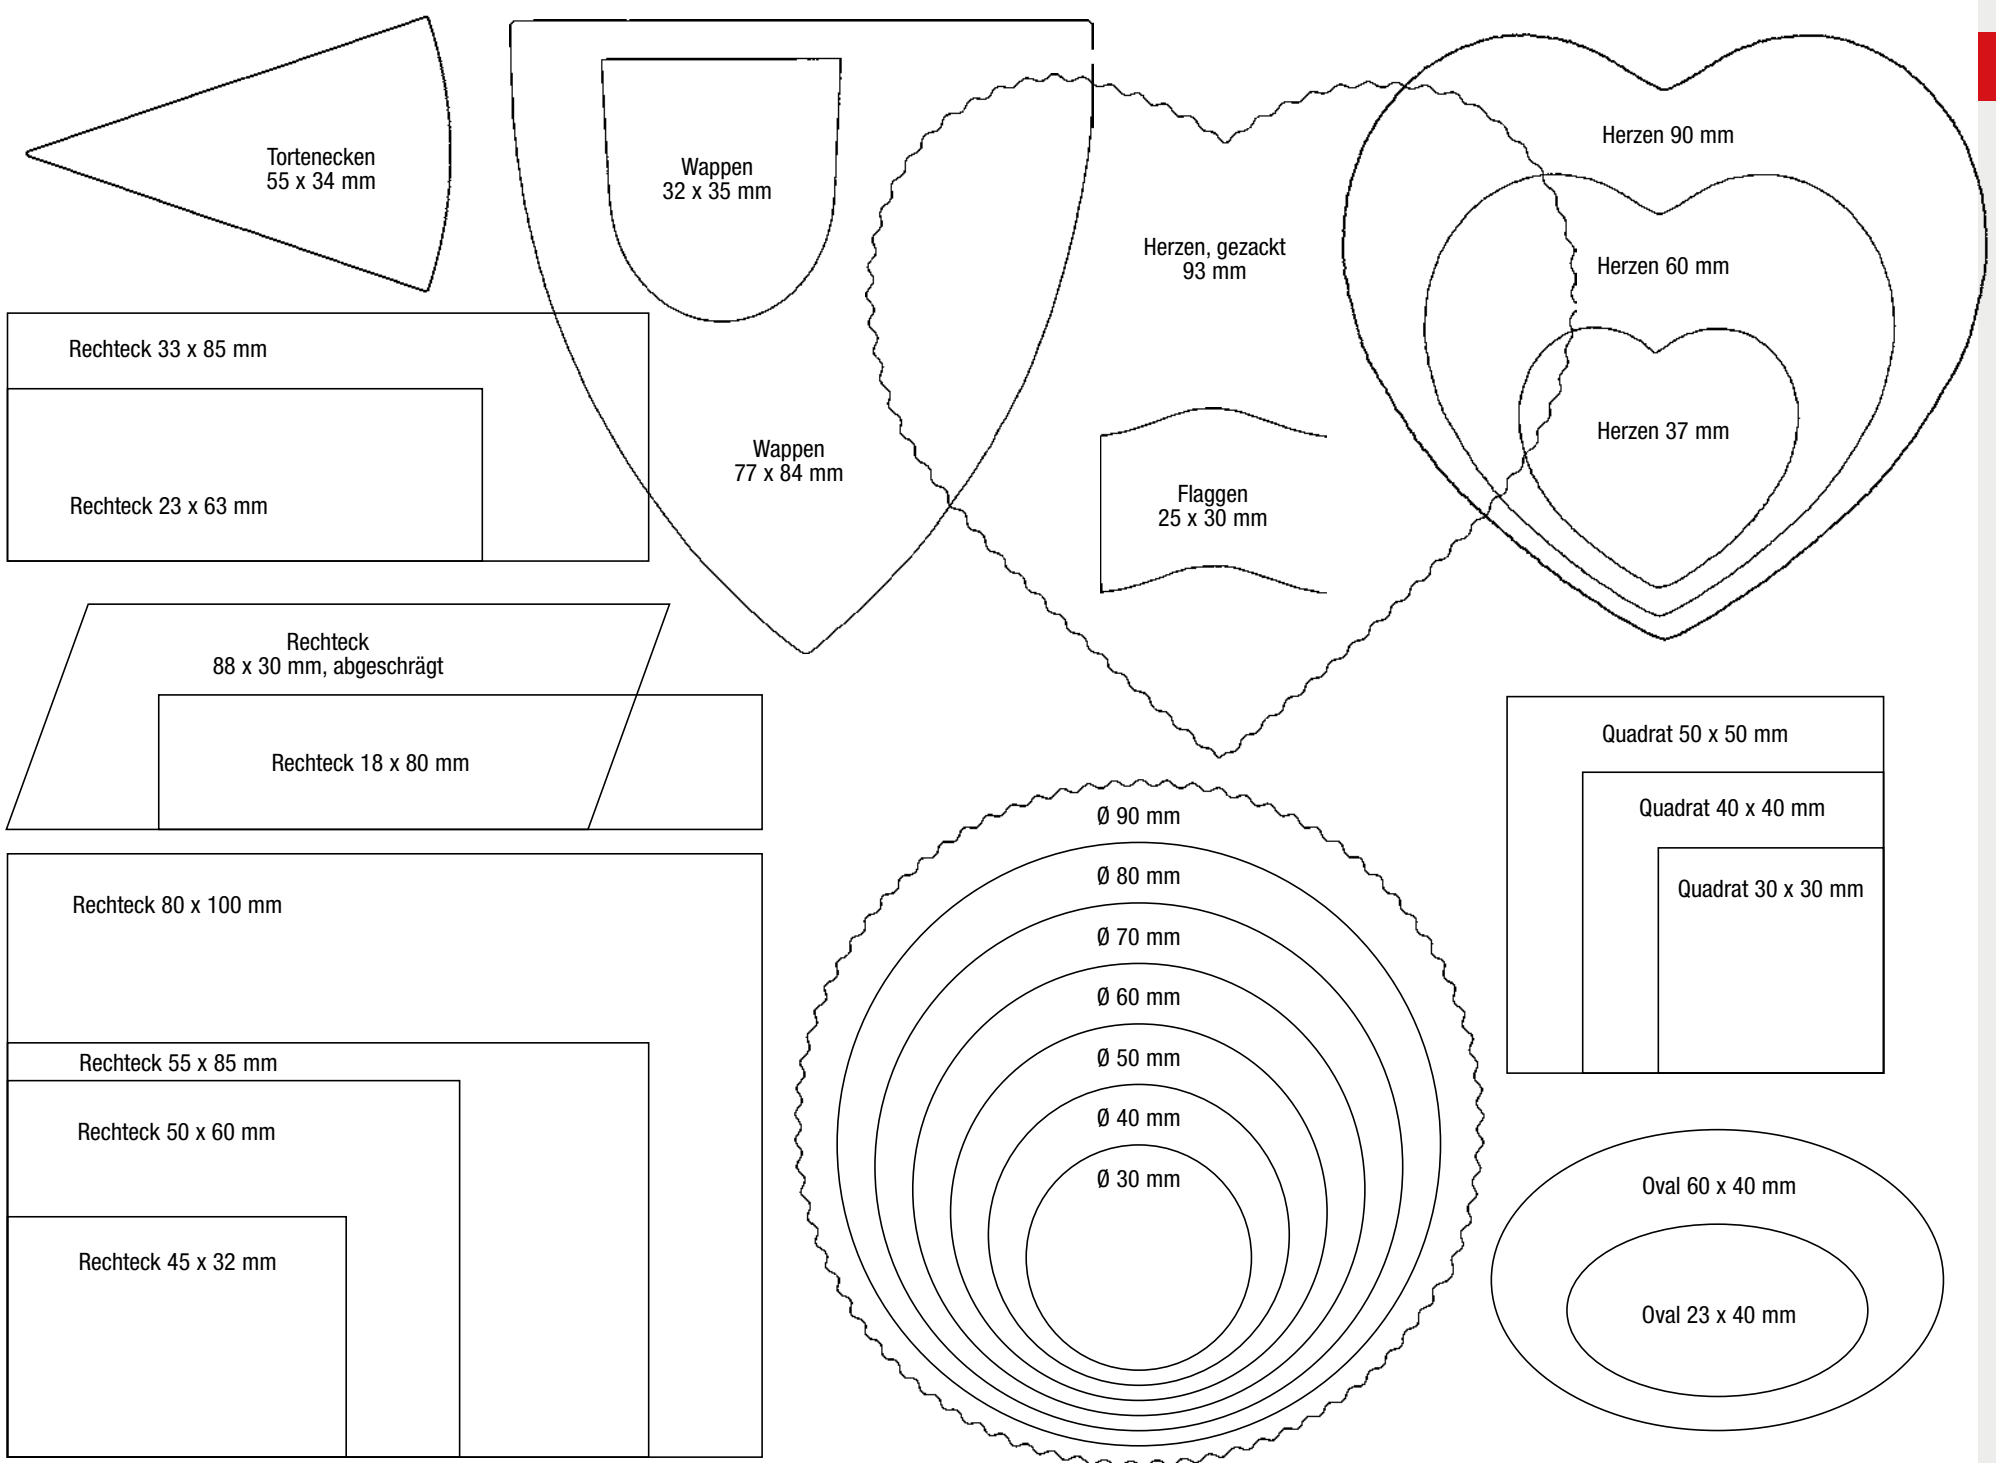 Tortenecken
55 x 34 mm
Wappen
32 x 35 mm
Herzen, gezackt
93 mm
Herzen 90 mm
Herzen 60 mm
Herzen 37 mm
Rechteck 33 x 85 mm
Rechteck 23 x 63 mm
Wappen
77 x 84 mm
Flaggen
25 x 30 mm
Rechteck
88 x 30 mm, abgeschrägt
Rechteck 18 x 80 mm
Quadrat 50 x 50 mm
Quadrat 40 x 40 mm
Quadrat 30 x 30 mm
Rechteck 80 x 100 mm
Rechteck 55 x 85 mm
Rechteck 50 x 60 mm
Rechteck 45 x 32 mm
Ø 90 mm
Ø 80 mm
Ø 70 mm
Ø 60 mm
Ø 50 mm
Ø 40 mm
Ø 30 mm
Oval 60 x 40 mm
Oval 23 x 40 mm